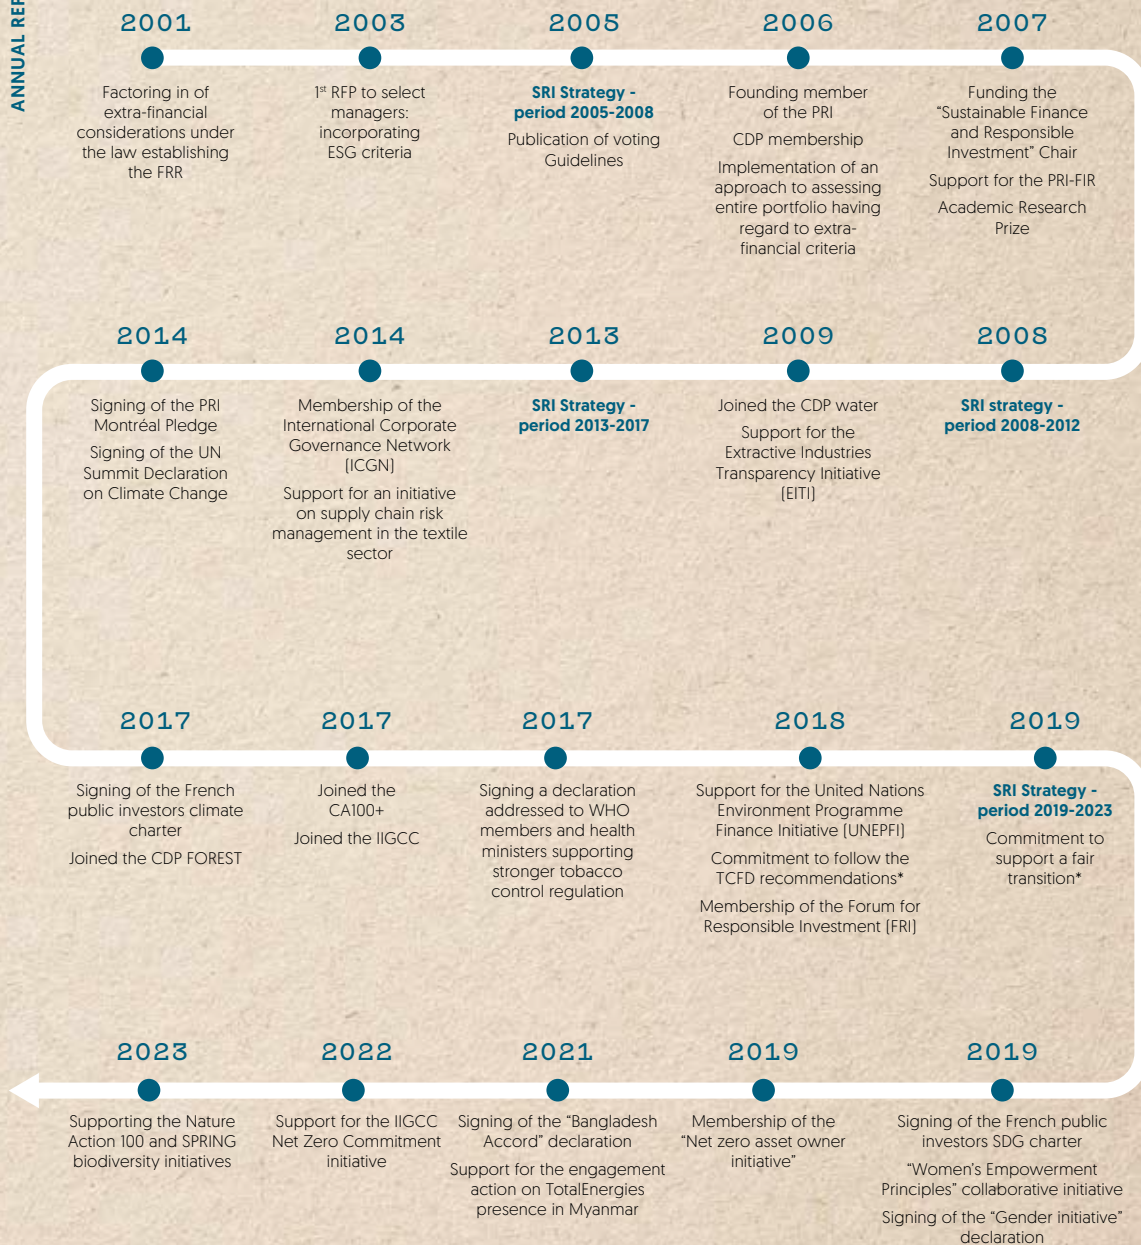 ANNUAL REP
2001
Factoring in of
extra-financial
considerations under
the law establishing
the FRR
2003
1st RFP to select
managers:
incorporating
ESG criteria
2005
SRI Strategy -
period 2005-2008
Publication of voting
Guidelines
2006
Founding member
of the PRI
CDP membership
Implementation of an
approach to assessing
entire portfolio having
regard to extra-
financial criteria
2007
Funding the
“Sustainable Finance
and Responsible
Investment” Chair
Support for the PRI-FIR
Academic Research
Prize
2008
SRI strategy -
period 2008-2012
2009
Joined the CDP water
Support for the
Extractive Industries
Transparency Initiative
(EITI)
2013
SRI Strategy -
period 2013-2017
2014
Membership of the
International Corporate
Governance Network
(ICGN)
Support for an initiative
on supply chain risk
management in the textile
sector
2014
Signing of the PRI
Montréal Pledge
Signing of the UN
Summit Declaration
on Climate Change
2017
Signing of the French
public investors climate
charter
Joined the CDP FOREST
2017
Joined the
CA100+
Joined the IIGCC
2017
Signing a declaration
addressed to WHO
members and health
ministers supporting
stronger tobacco
control regulation
2018
Support for the United Nations
Environment Programme
Finance Initiative (UNEPFI)
Commitment to follow the
TCFD recommendations*
Membership of the Forum for
Responsible Investment (FRI)
2019
SRI Strategy -
period 2019-2023
Commitment to
support a fair
transition*
2019
Signing of the French public
investors SDG charter
“Women’s Empowerment
Principles” collaborative initiative
Signing of the “Gender initiative”
declaration
2019
Membership of the
“Net zero asset owner
initiative”
2021
Signing of the “Bangladesh
Accord” declaration
Support for the engagement
action on TotalEnergies
presence in Myanmar
2022
Support for the IIGCC
Net Zero Commitment
initiative
2023
Supporting the Nature
Action 100 and SPRING
biodiversity initiatives